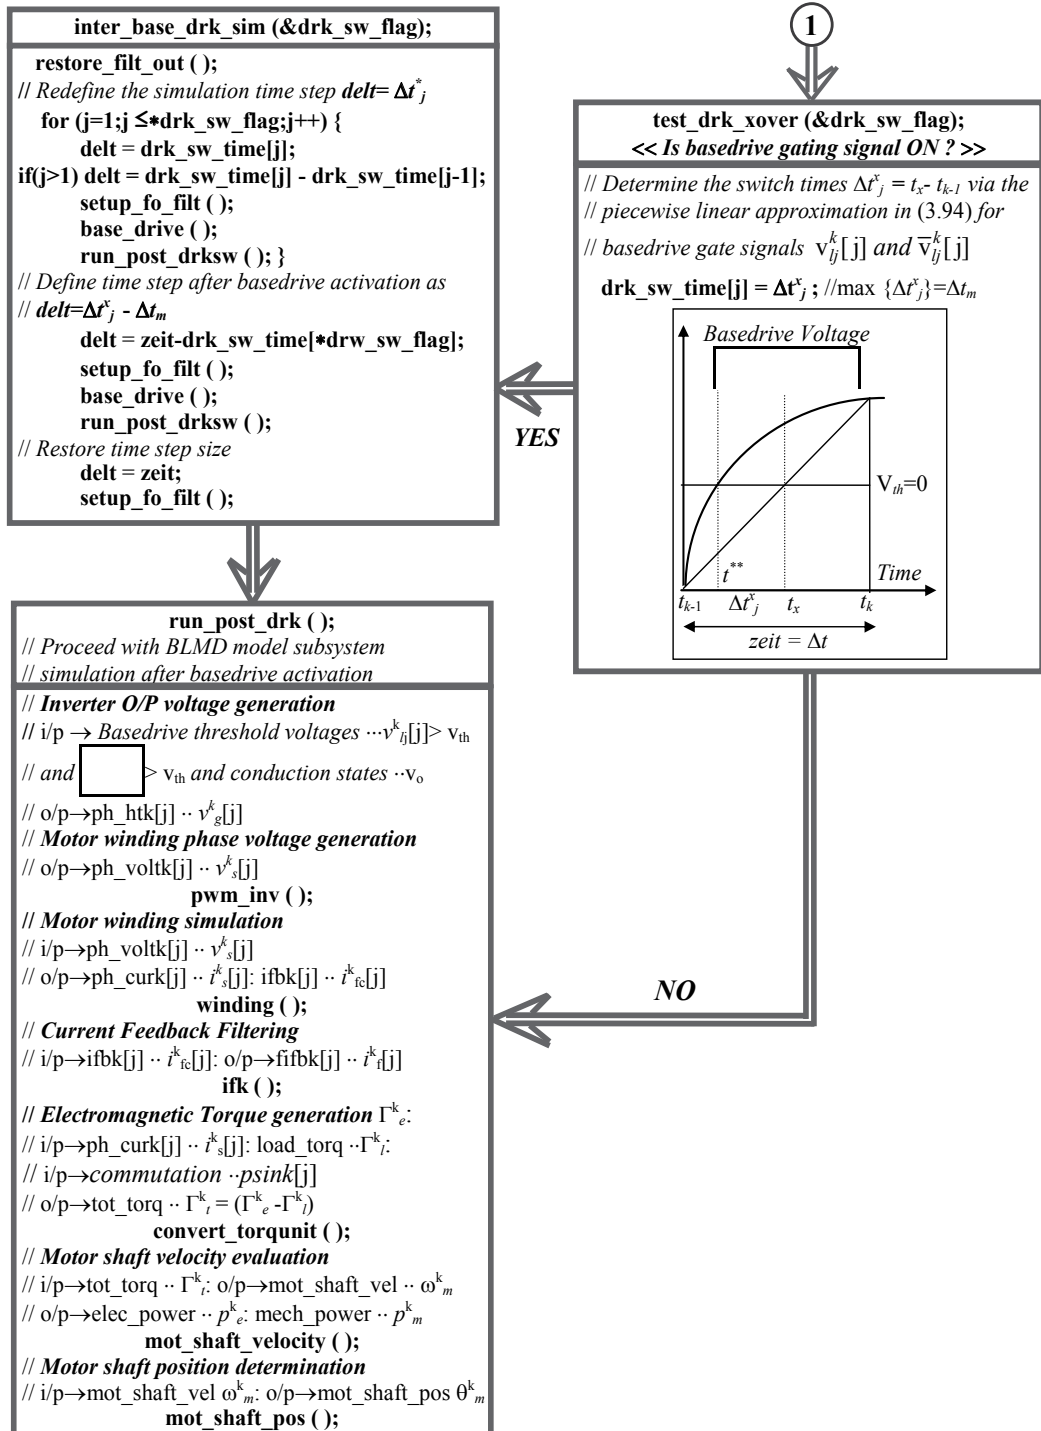 inter_base_drk_sim (&drk_sw_flag);
restore_filt_out ( );
// Redefine the simulation time step delt= Δt*j
for (j=1;j ≤*drk_sw_flag;j++) {
delt = drk_sw_time[j];
if(j>1) delt = drk_sw_time[j] - drk_sw_time[j-1];
setup_fo_filt ( );
base_drive ( );
run_post_drksw ( ); }
// Define time step after basedrive activation as
// delt=Δtˣj - Δtm
delt = zeit-drk_sw_time[*drw_sw_flag];
setup_fo_filt ( );
base_drive ( );
run_post_drksw ( );
// Restore time step size
delt = zeit;
setup_fo_filt ( );
1
test_drk_xover (&drk_sw_flag);
<< Is basedrive gating signal ON ? >>
// Determine the switch times Δtˣj = tx- tk-1 via the
// piecewise linear approximation in (3.94) for
// basedrive gate signals vᵏlj[j] and v̅ᵏlj[j]
drk_sw_time[j] = Δtˣj ; //max {Δtˣj}=Δtm
Basedrive Voltage
Vth=0
t**
Time
tk-1 Δtˣj tx tk
zeit = Δt
YES
NO
run_post_drk ( );
// Proceed with BLMD model subsystem
// simulation after basedrive activation
// Inverter O/P voltage generation
// i/p → Basedrive threshold voltages ···vᵏlj[j]> vth
// and > vth and conduction states ··vo
// o/p→ph_htk[j] ·· vᵏg[j]
// Motor winding phase voltage generation
// o/p→ph_voltk[j] ·· vᵏs[j]
pwm_inv ( );
// Motor winding simulation
// i/p→ph_voltk[j] ·· vᵏs[j]
// o/p→ph_curk[j] ·· iᵏs[j]: ifbk[j] ·· iᵏfc[j]
winding ( );
// Current Feedback Filtering
// i/p→ifbk[j] ·· iᵏfc[j]: o/p→fifbk[j] ·· iᵏf[j]
ifk ( );
// Electromagnetic Torque generation Γᵏe:
// i/p→ph_curk[j] ·· iᵏs[j]: load_torq ··Γᵏl:
// i/p→commutation ··psink[j]
// o/p→tot_torq ·· Γᵏt = (Γᵏe -Γᵏl)
convert_torqunit ( );
// Motor shaft velocity evaluation
// i/p→tot_torq ·· Γᵏt: o/p→mot_shaft_vel ·· ωᵏm
// o/p→elec_power ·· pᵏe: mech_power ·· pᵏm
mot_shaft_velocity ( );
// Motor shaft position determination
// i/p→mot_shaft_vel ωᵏm: o/p→mot_shaft_pos θᵏm
mot_shaft_pos ( );